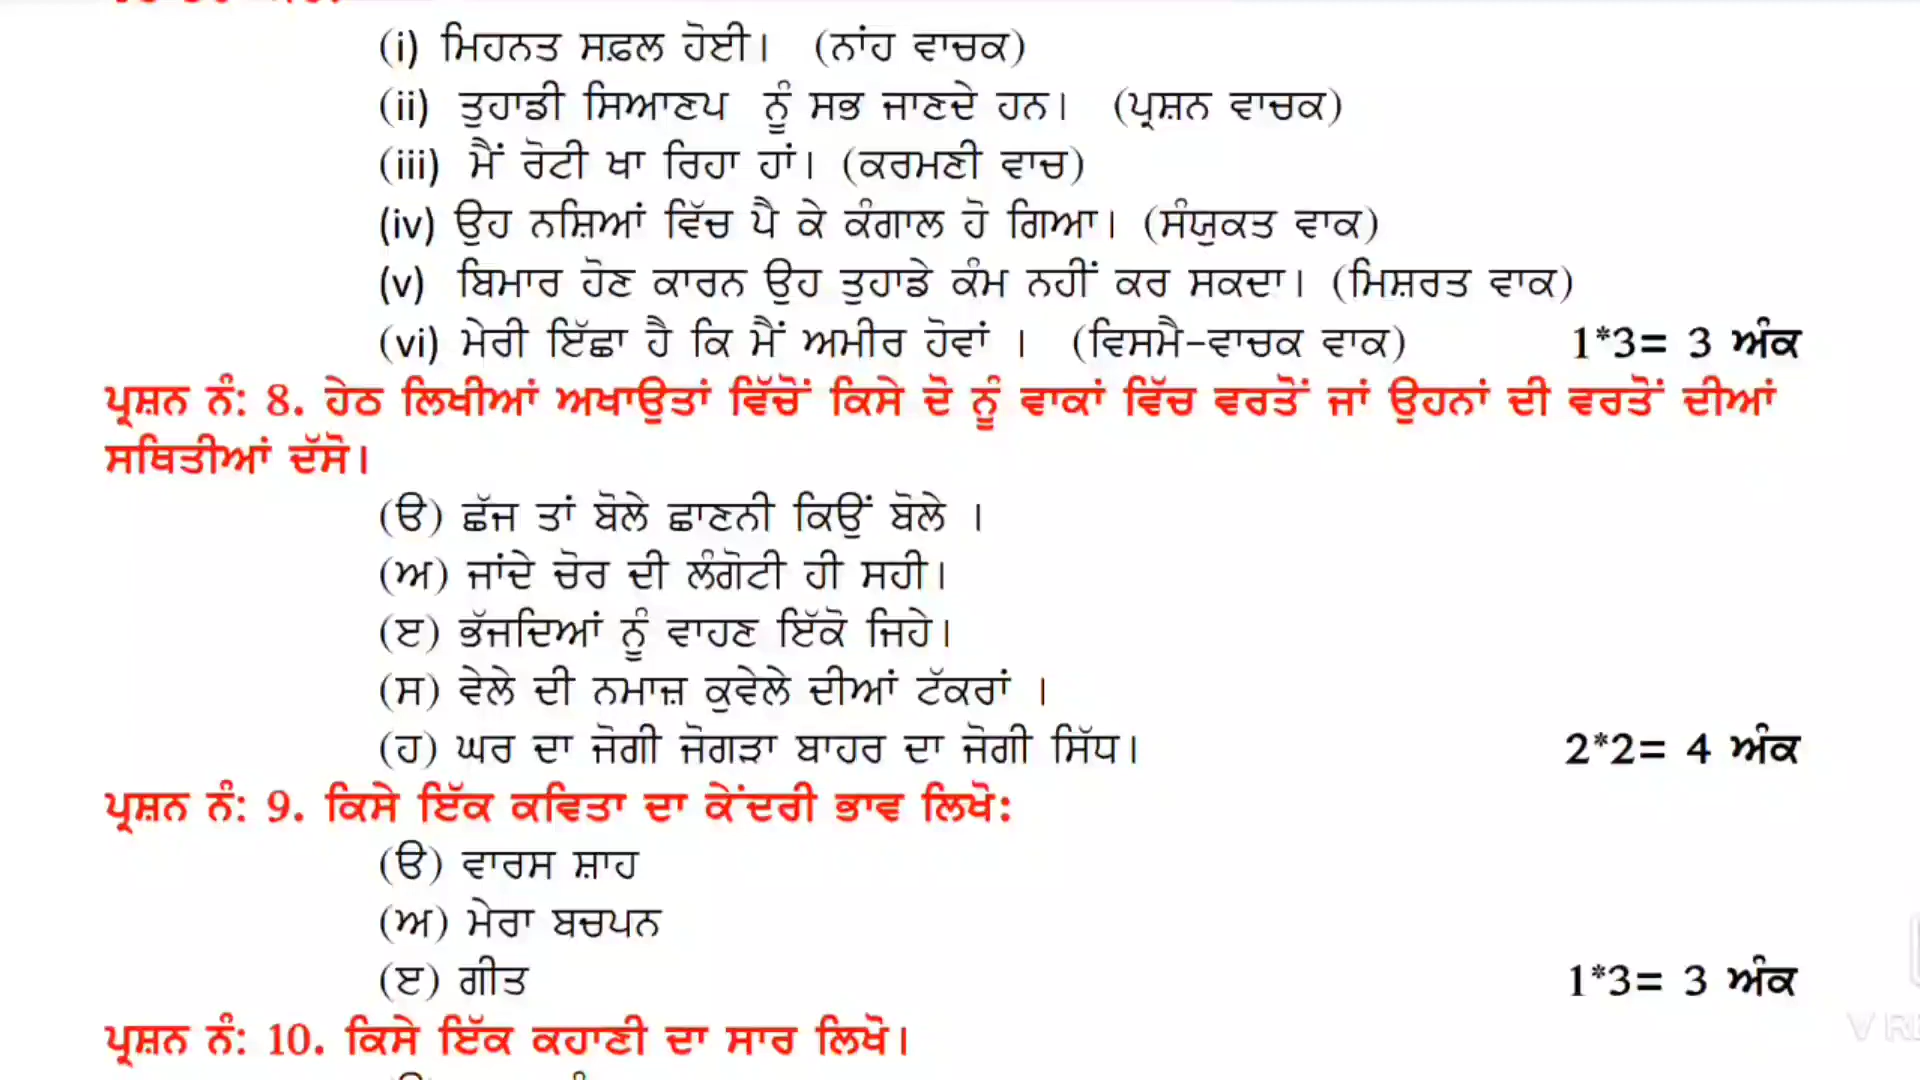 (i) ਮਿਹਨਤ ਸਫ਼ਲ ਹੋਈ। (ਨਾਂਹ ਵਾਚਕ)
(ii) ਤੁਹਾਡੀ ਸਿਆਣਪ ਨੂੰ ਸਭ ਜਾਣਦੇ ਹਨ। (ਪ੍ਰਸ਼ਨ ਵਾਚਕ)
(iii) ਮੈਂ ਰੋਟੀ ਖਾ ਰਿਹਾ ਹਾਂ। (ਕਰਮਣੀ ਵਾਚ)
(iv) ਉਹ ਨਸ਼ਿਆਂ ਵਿੱਚ ਪੈ ਕੇ ਕੰਗਾਲ ਹੋ ਗਿਆ। (ਸੰਯੁਕਤ ਵਾਕ)
(v) ਬਿਮਾਰ ਹੋਣ ਕਾਰਨ ਉਹ ਤੁਹਾਡੇ ਕੰਮ ਨਹੀਂ ਕਰ ਸਕਦਾ। (ਮਿਸ਼ਰਤ ਵਾਕ)
(vi) ਮੇਰੀ ਇੱਛਾ ਹੈ ਕਿ ਮੈਂ ਅਮੀਰ ਹੋਵਾਂ । (ਵਿਸਮੈ-ਵਾਚਕ ਵਾਕ) 1*3= 3 ਅੰਕ
ਪ੍ਰਸ਼ਨ ਨੰ: 8. ਹੇਠ ਲਿਖੀਆਂ ਅਖਾਉਤਾਂ ਵਿੱਚੋਂ ਕਿਸੇ ਦੋ ਨੂੰ ਵਾਕਾਂ ਵਿੱਚ ਵਰਤੋਂ ਜਾਂ ਉਹਨਾਂ ਦੀ ਵਰਤੋਂ ਦੀਆਂ
ਸਥਿਤੀਆਂ ਦੱਸੋ।
(ੳ) ਛੱਜ ਤਾਂ ਬੋਲੇ ਛਾਣਨੀ ਕਿਉਂ ਬੋਲੇ ।
(ਅ) ਜਾਂਦੇ ਚੋਰ ਦੀ ਲੰਗੋਟੀ ਹੀ ਸਹੀ।
(ੲ) ਭੱਜਦਿਆਂ ਨੂੰ ਵਾਹਣ ਇੱਕੋ ਜਿਹੇ।
(ਸ) ਵੇਲੇ ਦੀ ਨਮਾਜ਼ ਕੁਵੇਲੇ ਦੀਆਂ ਟੱਕਰਾਂ ।
(ਹ) ਘਰ ਦਾ ਜੋਗੀ ਜੋਗੜਾ ਬਾਹਰ ਦਾ ਜੋਗੀ ਸਿੱਧ। 2*2= 4 ਅੰਕ
ਪ੍ਰਸ਼ਨ ਨੰ: 9. ਕਿਸੇ ਇੱਕ ਕਵਿਤਾ ਦਾ ਕੇਂਦਰੀ ਭਾਵ ਲਿਖੋ:
(ੳ) ਵਾਰਸ ਸ਼ਾਹ
(ਅ) ਮੇਰਾ ਬਚਪਨ
(ੲ) ਗੀਤ 1*3= 3 ਅੰਕ
ਪ੍ਰਸ਼ਨ ਨੰ: 10. ਕਿਸੇ ਇੱਕ ਕਹਾਣੀ ਦਾ ਸਾਰ ਲਿਖੋ।